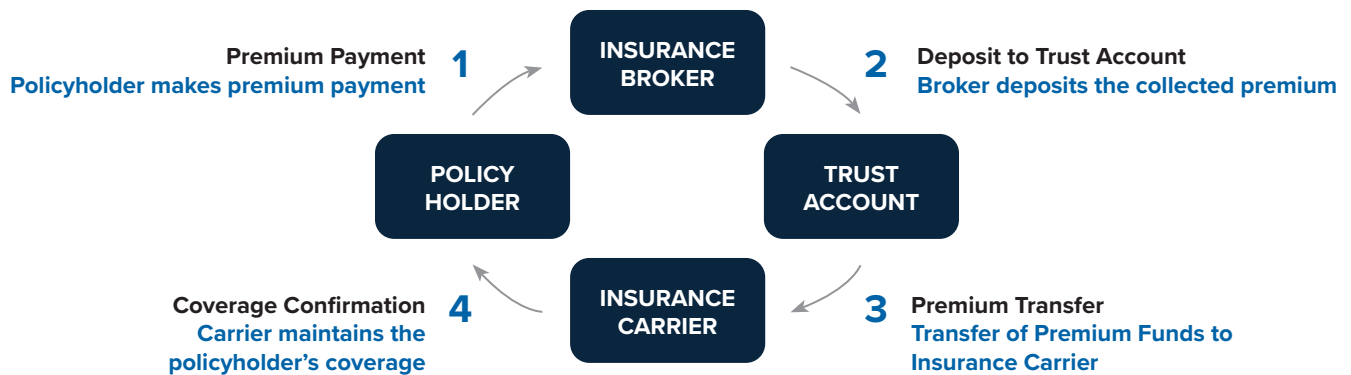 Premium Payment
Policyholder makes premium payment
1
INSURANCE
BROKER
2
Deposit to Trust Account
Broker deposits the collected premium
POLICY
HOLDER
TRUST
ACCOUNT
Coverage Confirmation
Carrier maintains the
policyholder’s coverage
4
INSURANCE
CARRIER
3
Premium Transfer
Transfer of Premium Funds to
Insurance Carrier